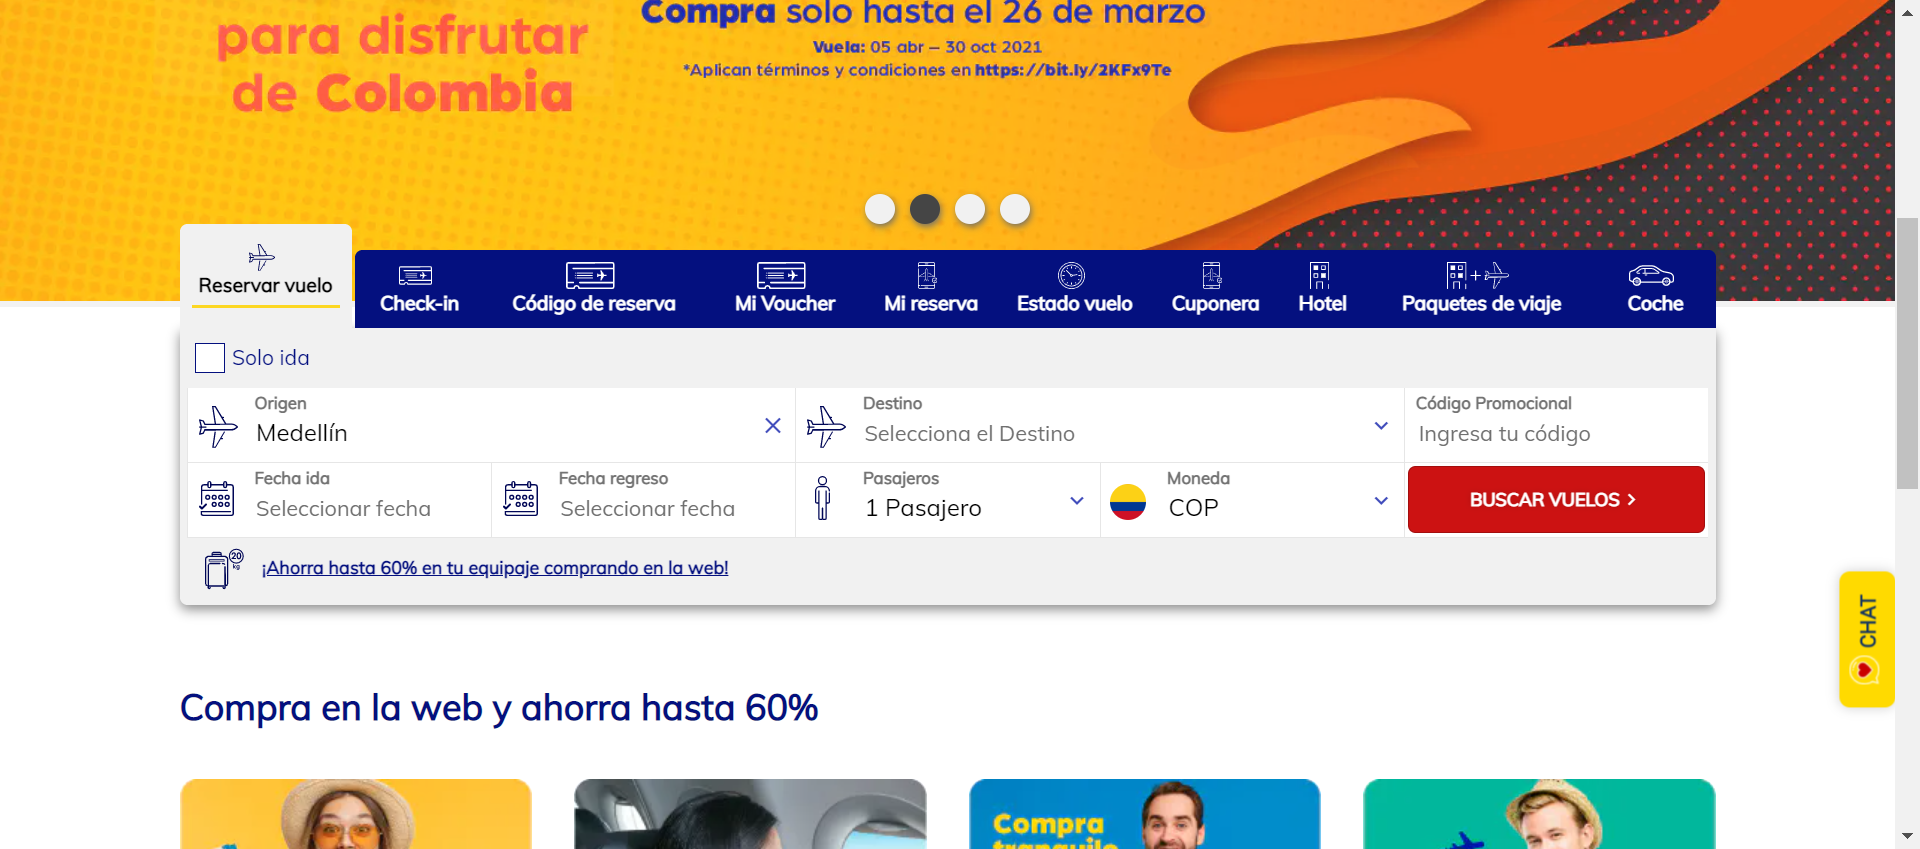 para disfrutar
de Colombia
Compra solo hasta el 26 de marzo
Vuela: 05 abr – 30 oct 2021
*Aplican términos y condiciones en https://bit.ly/2KFx9Te
Reservar vuelo
Check-in
Código de reserva
Mi Voucher
Mi reserva
Estado vuelo
Cuponera
Hotel
Paquetes de viaje
Coche
Solo ida
Origen
Medellín
Destino
Selecciona el Destino
Código Promocional
Ingresa tu código
Fecha ida
Seleccionar fecha
Fecha regreso
Seleccionar fecha
Pasajeros
1 Pasajero
Moneda
COP
BUSCAR VUELOS
20
kg
¡Ahorra hasta 60% en tu equipaje comprando en la web!
CHAT
Compra en la web y ahorra hasta 60%
Compra
tranquilo